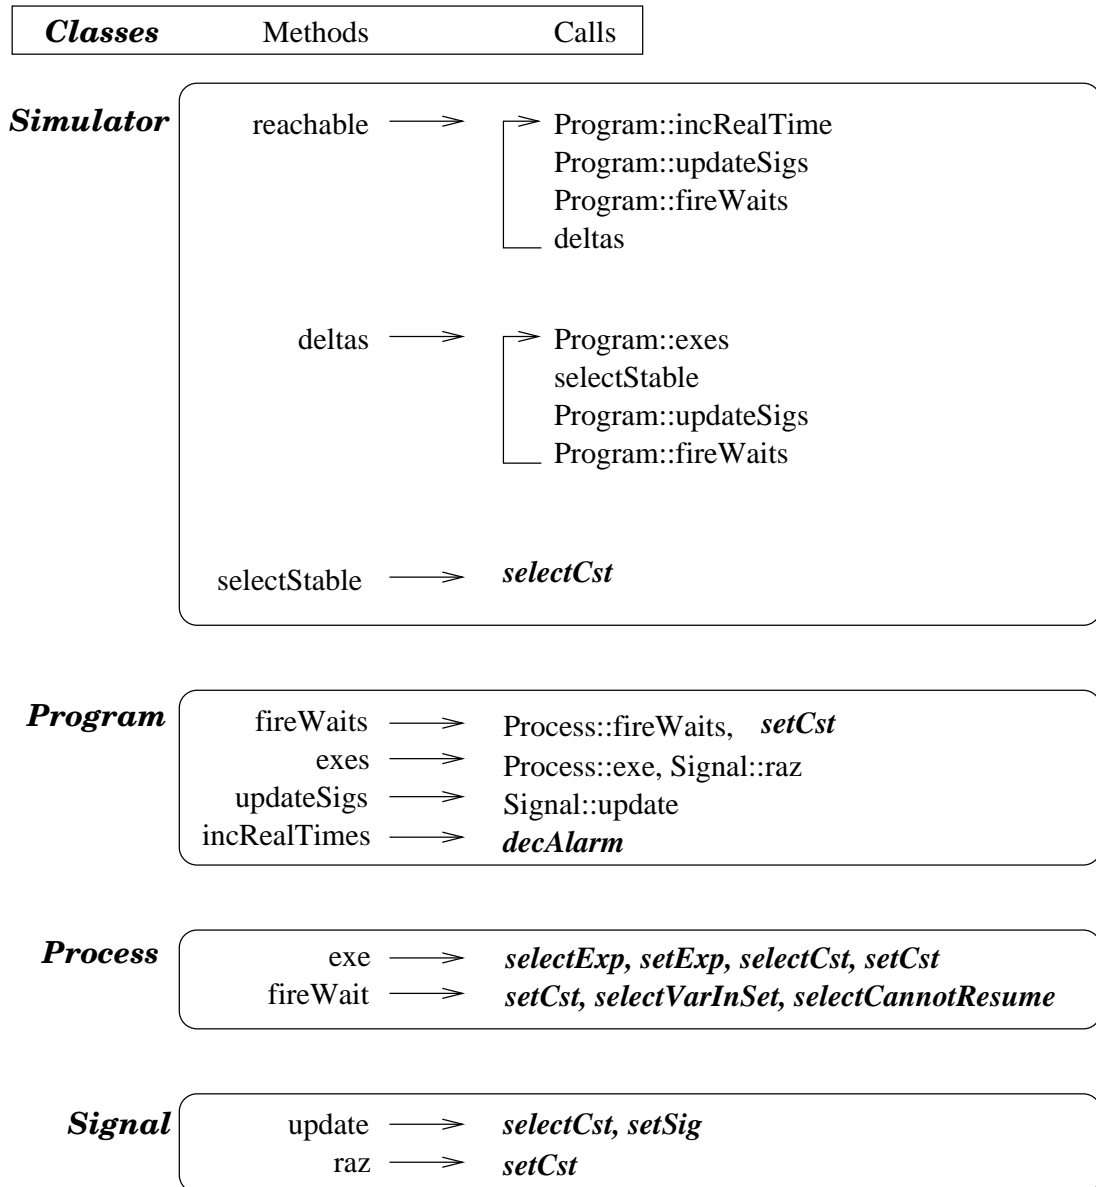 Classes Methods Calls
Simulator reachable Program::incRealTime
Program::updateSigs
Program::fireWaits
deltas
deltas Program::exes
selectStable
Program::updateSigs
Program::fireWaits
selectStable selectCst
Program fireWaits Process::fireWaits, setCst
exes Process::exe, Signal::raz
updateSigs Signal::update
incRealTimes decAlarm
Process exe selectExp, setExp, selectCst, setCst
fireWait setCst, selectVarInSet, selectCannotResume
Signal update selectCst, setSig
raz setCst